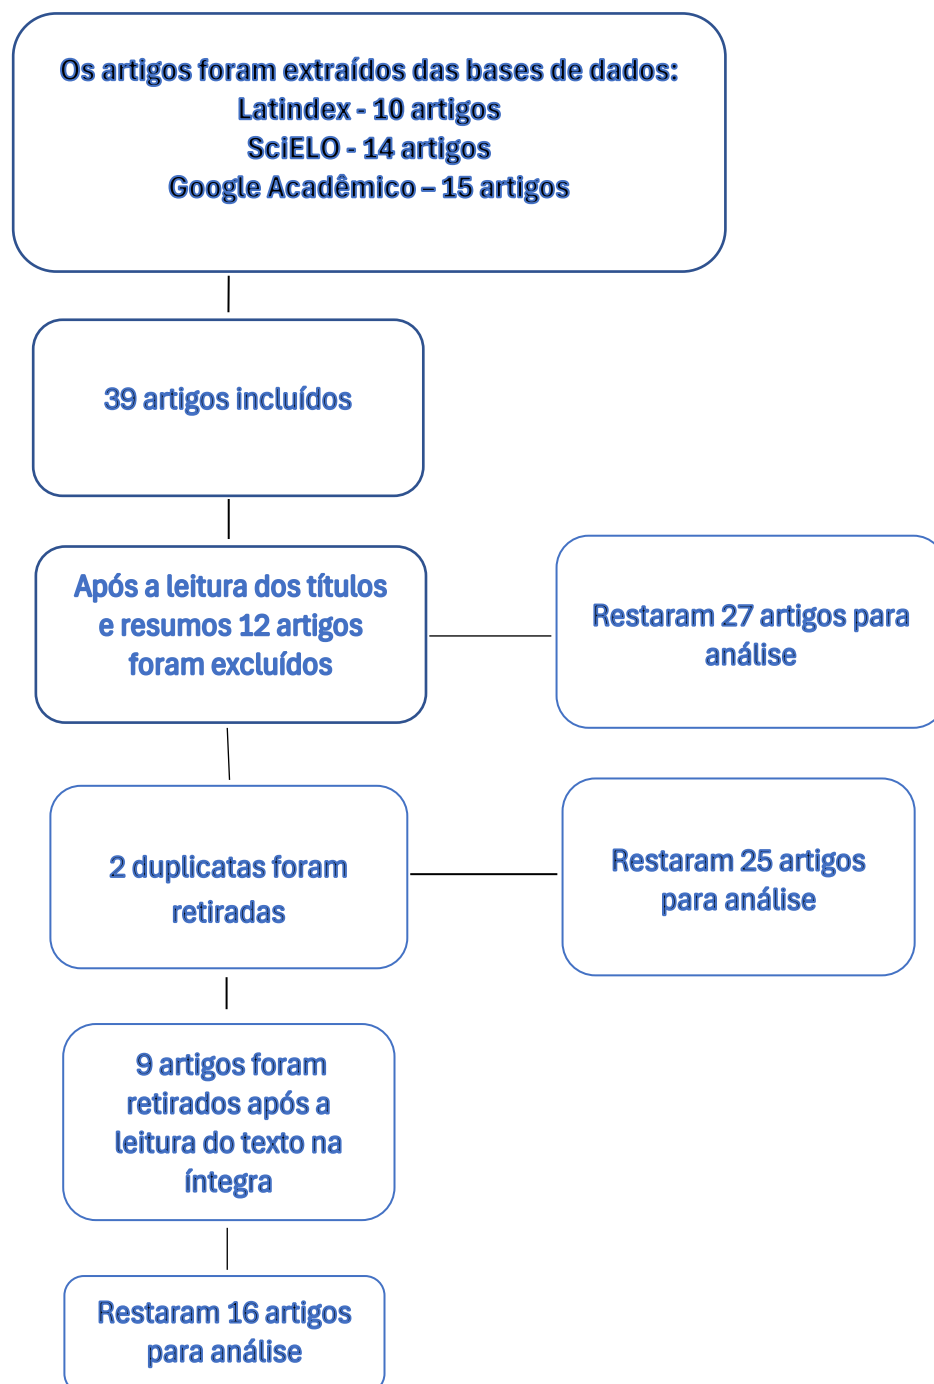 Os artigos foram extraídos das bases de dados:
Latindex - 10 artigos
SciELO - 14 artigos
Google Acadêmico – 15 artigos
39 artigos incluídos
Após a leitura dos títulos
e resumos 12 artigos
foram excluídos
Restaram 27 artigos para
análise
2 duplicatas foram
retiradas
Restaram 25 artigos
para análise
9 artigos foram
retirados após a
leitura do texto na
íntegra
Restaram 16 artigos
para análise